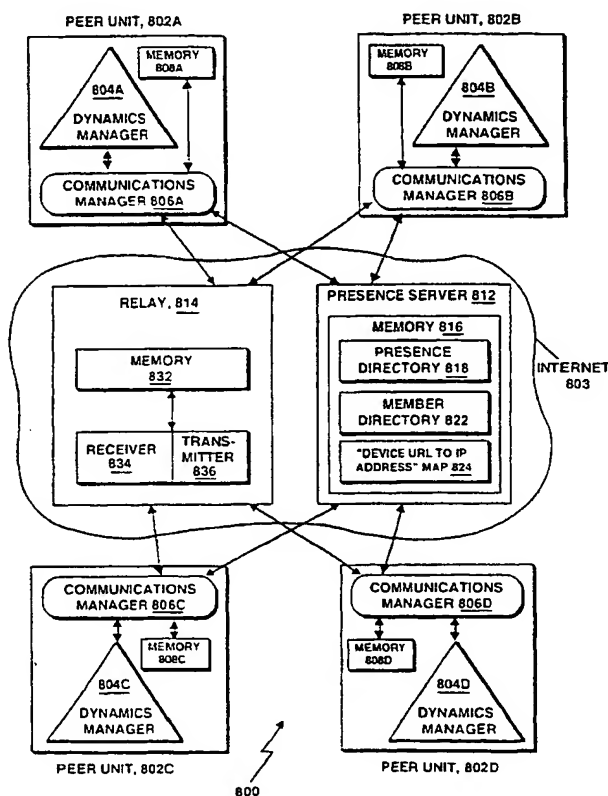 PEER UNIT, 802A
PEER UNIT, 802B
MEMORY
808A
804A
DYNAMICS
MANAGER
COMMUNICATIONS
MANAGER 806A
MEMORY
808B
804B
DYNAMICS
MANAGER
COMMUNICATIONS
MANAGER 806B
RELAY, 814
MEMORY
832
RECEIVER
834
TRANS-
MITTER
836
PRESENCE SERVER 812
MEMORY 816
PRESENCE
DIRECTORY 818
MEMBER
DIRECTORY 822
"DEVICE URL TO IP
ADDRESS" MAP 824
INTERNET
803
COMMUNICATIONS
MANAGER 806C
MEMORY
808C
804C
DYNAMICS
MANAGER
PEER UNIT, 802C
COMMUNICATIONS
MANAGER 806D
MEMORY
808D
804D
DYNAMICS
MANAGER
PEER UNIT, 802D
800